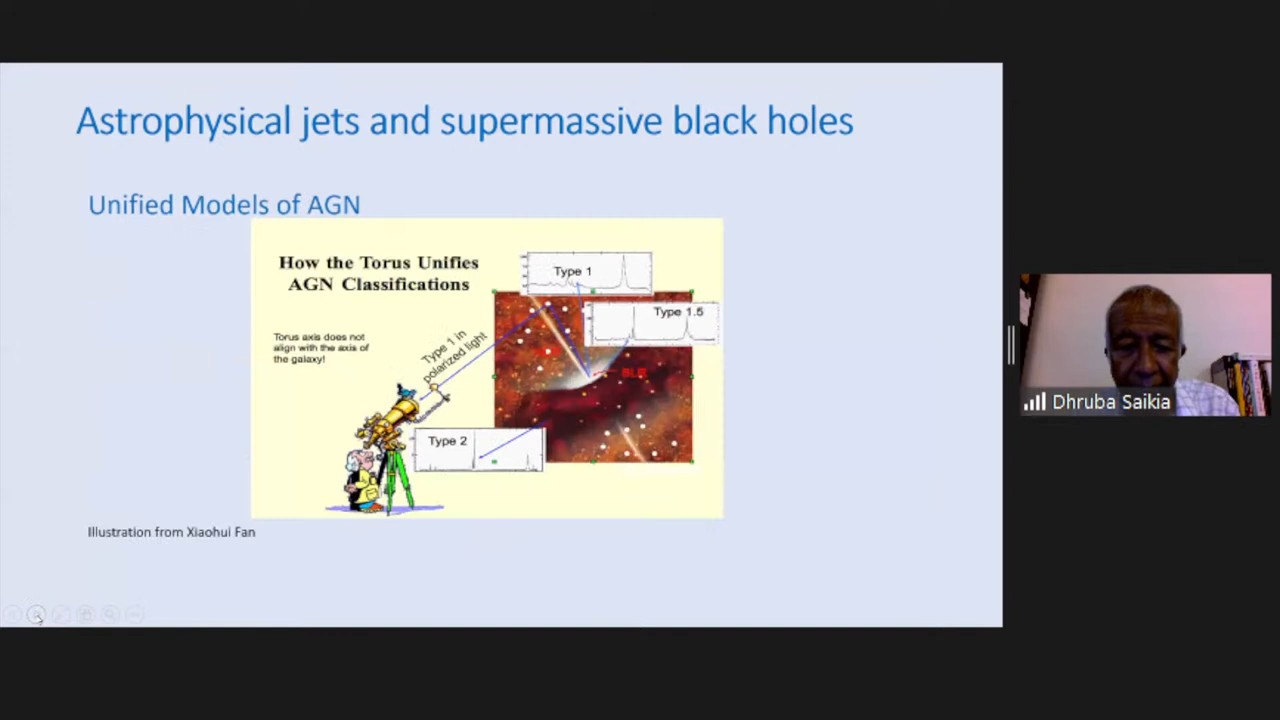 Astrophysical jets and supermassive black holes
Unified Models of AGN
How the Torus Unifies
AGN Classifications
Type 1
Type 1.5
Torus axis does not
align with the axis of
the galaxy!
Type 1 in
polarized light
BLR
Type 2
Illustration from Xiaohui Fan
Dhruba Saikia